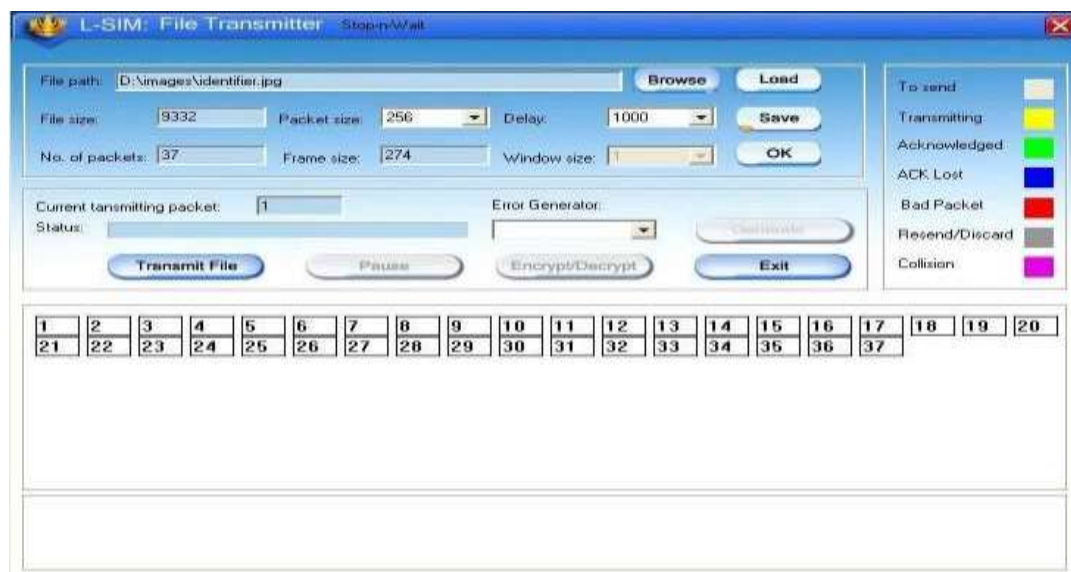 L-SIM: File Transmitter Stop-n-Wait
File path: D:\images\identifier.jpg Browse Load
File size: 9332 Packet size: 256 Delay: 1000 Save
No. of packets: 37 Frame size: 274 Window size: 1 OK
Current tansmitting packet: 1 Error Generator:
Status: Generate
Transmit File Pause Encrypt/Decrypt Exit
To send
Transmitting
Acknowledged
ACK Lost
Bad Packet
Resend/Discard
Collision
1 2 3 4 5 6 7 8 9 10 11 12 13 14 15 16 17 18 19 20
21 22 23 24 25 26 27 28 29 30 31 32 33 34 35 36 37